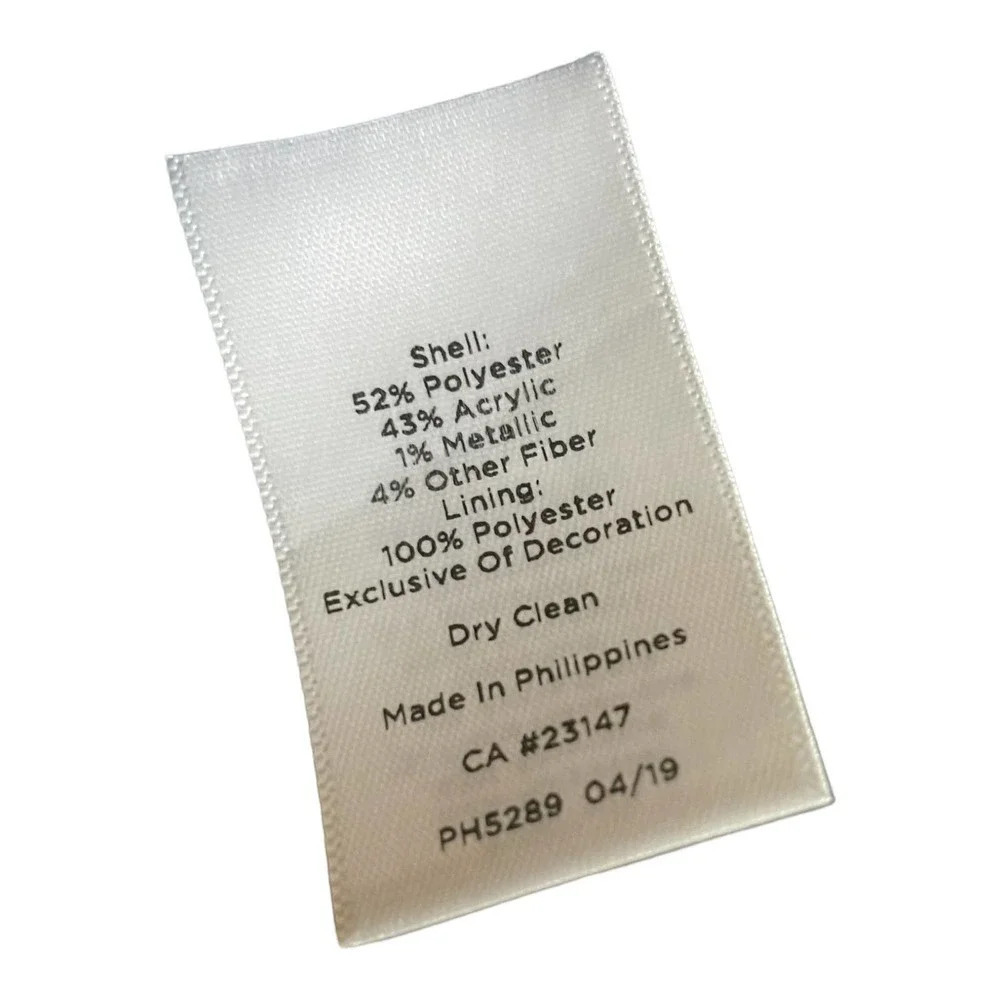 Shell:
52% Polyester
43% Acrylic
1% Metallic
4% Other Fiber
Lining:
100% Polyester
Exclusive Of Decoration
Dry Clean
Made In Philippines
CA #23147
PH5289 04/19